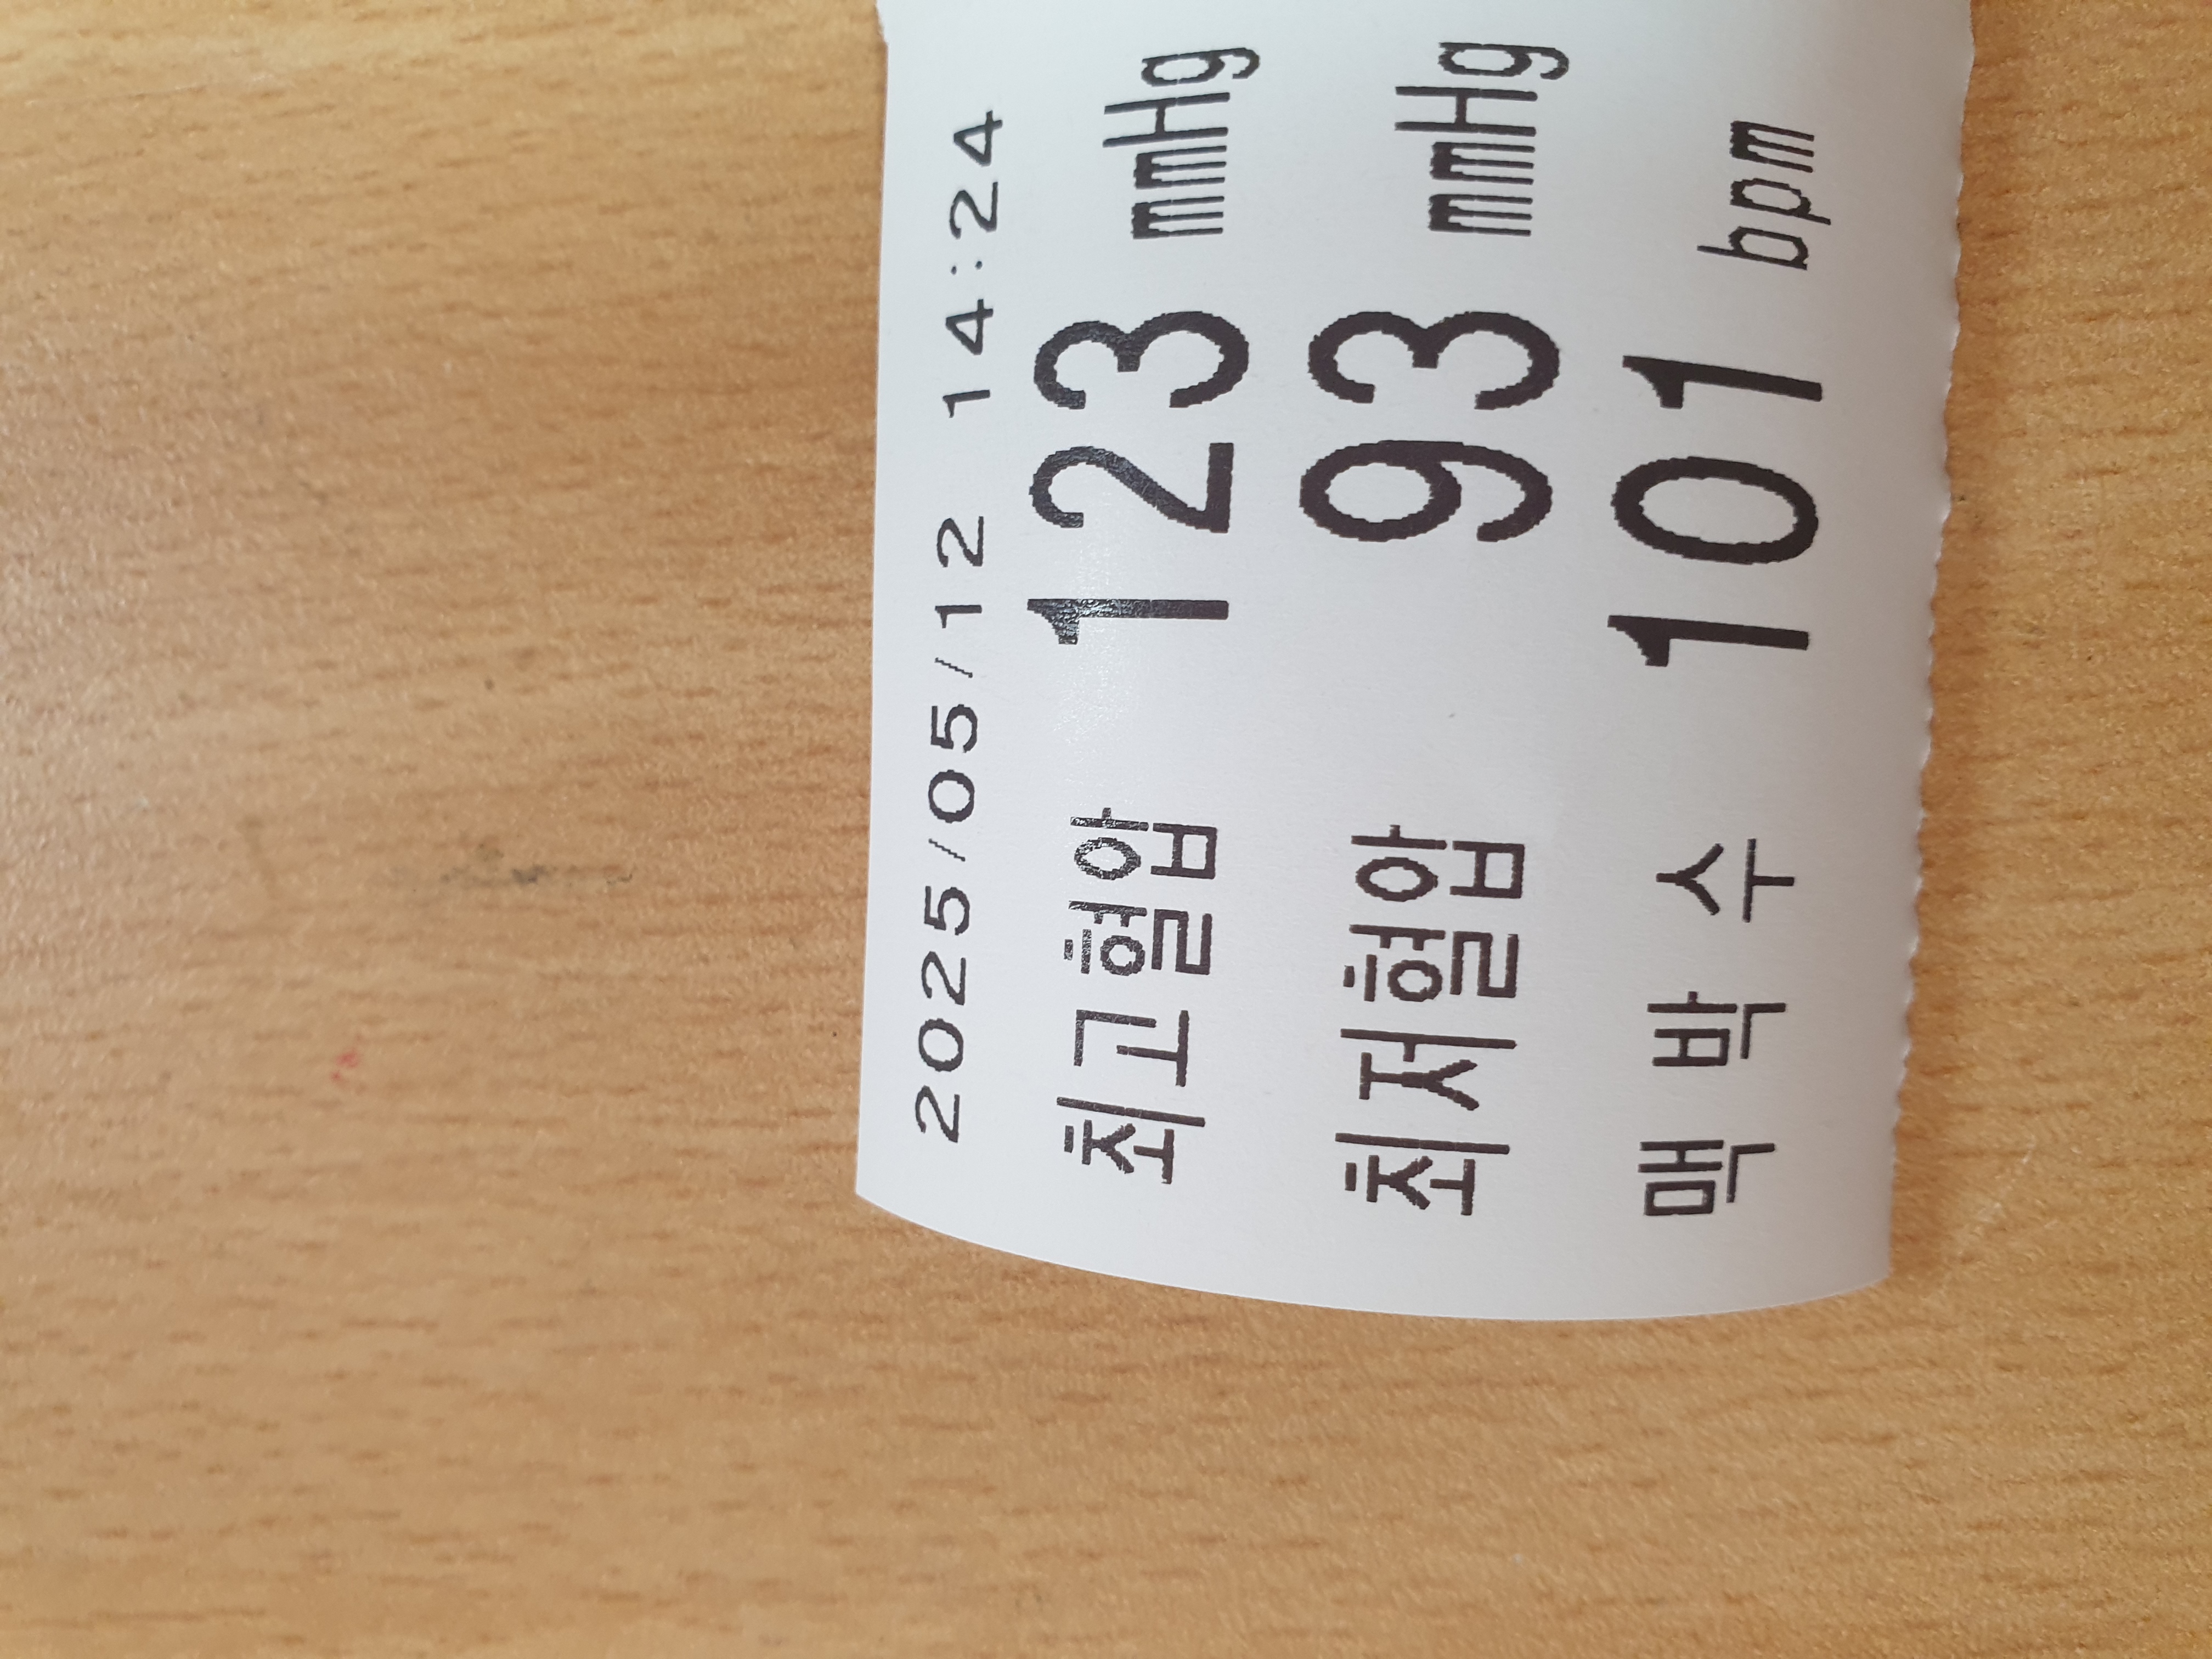 2025/05/12 14:24
최고혈압 123 mmHg
최저혈압 93 mmHg
맥 박 수 101 bpm